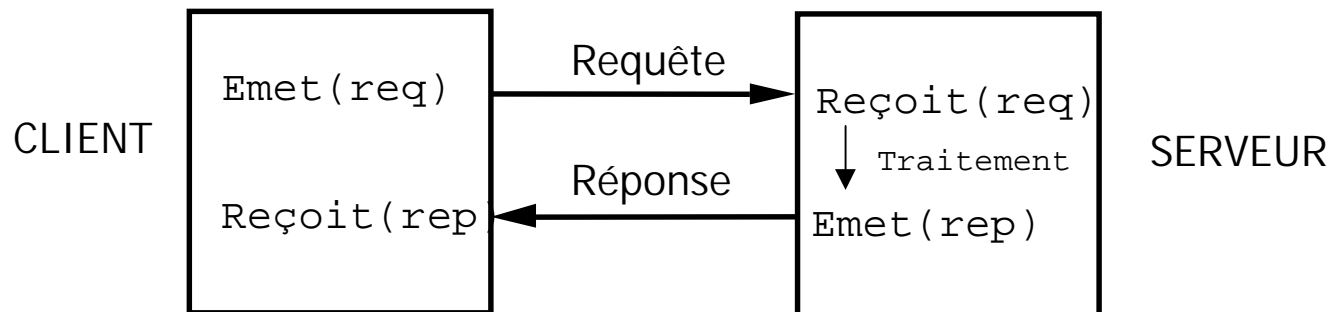 CLIENT
Emet(req)
Reçoit(rep)
Requête
Réponse
Reçoit(req)
Traitement
Emet(rep)
SERVEUR